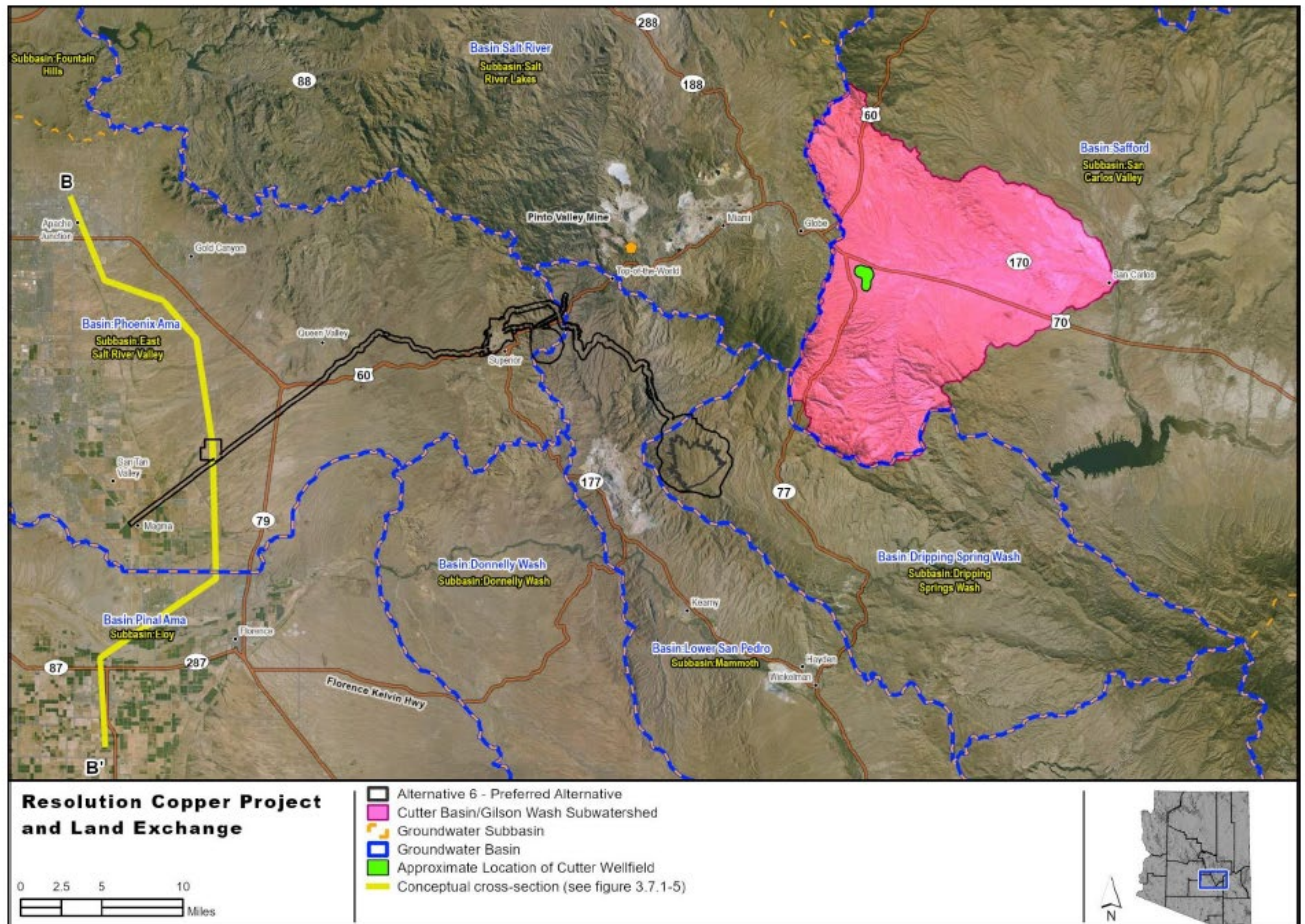 288
Basin:Salt River
Subbasin:Salt
River Lakes
Subbasin:Fountain
Hills
88
188
60
Basin:Safford
Subbasin:San
Carlos Valley
B
Apache
Junction
Gold Canyon
Pinto Valley Mine
Miami
Globe
Top-of-the-World
170
San Carlos
70
Basin:Phoenix Ama
Subbasin:East
Salt River Valley
Queen Valley
Superior
60
San Tan
Valley
Magma
79
177
77
Basin:Donnelly Wash
Subbasin:Donnelly Wash
Basin:Dripping Spring Wash
Subbasin:Dripping
Springs Wash
Basin:Pinal Ama
Subbasin:Eloy
Florence
Kearny
Basin:Lower San Pedro
Subbasin:Mammoth
Hayden
Winkelman
87
287
Florence Kelvin Hwy
B'
Resolution Copper Project
and Land Exchange
0 2.5 5 10
Miles
Alternative 6 - Preferred Alternative
Cutter Basin/Gilson Wash Subwatershed
Groundwater Subbasin
Groundwater Basin
Approximate Location of Cutter Wellfield
Conceptual cross-section (see figure 3.7.1-5)
N